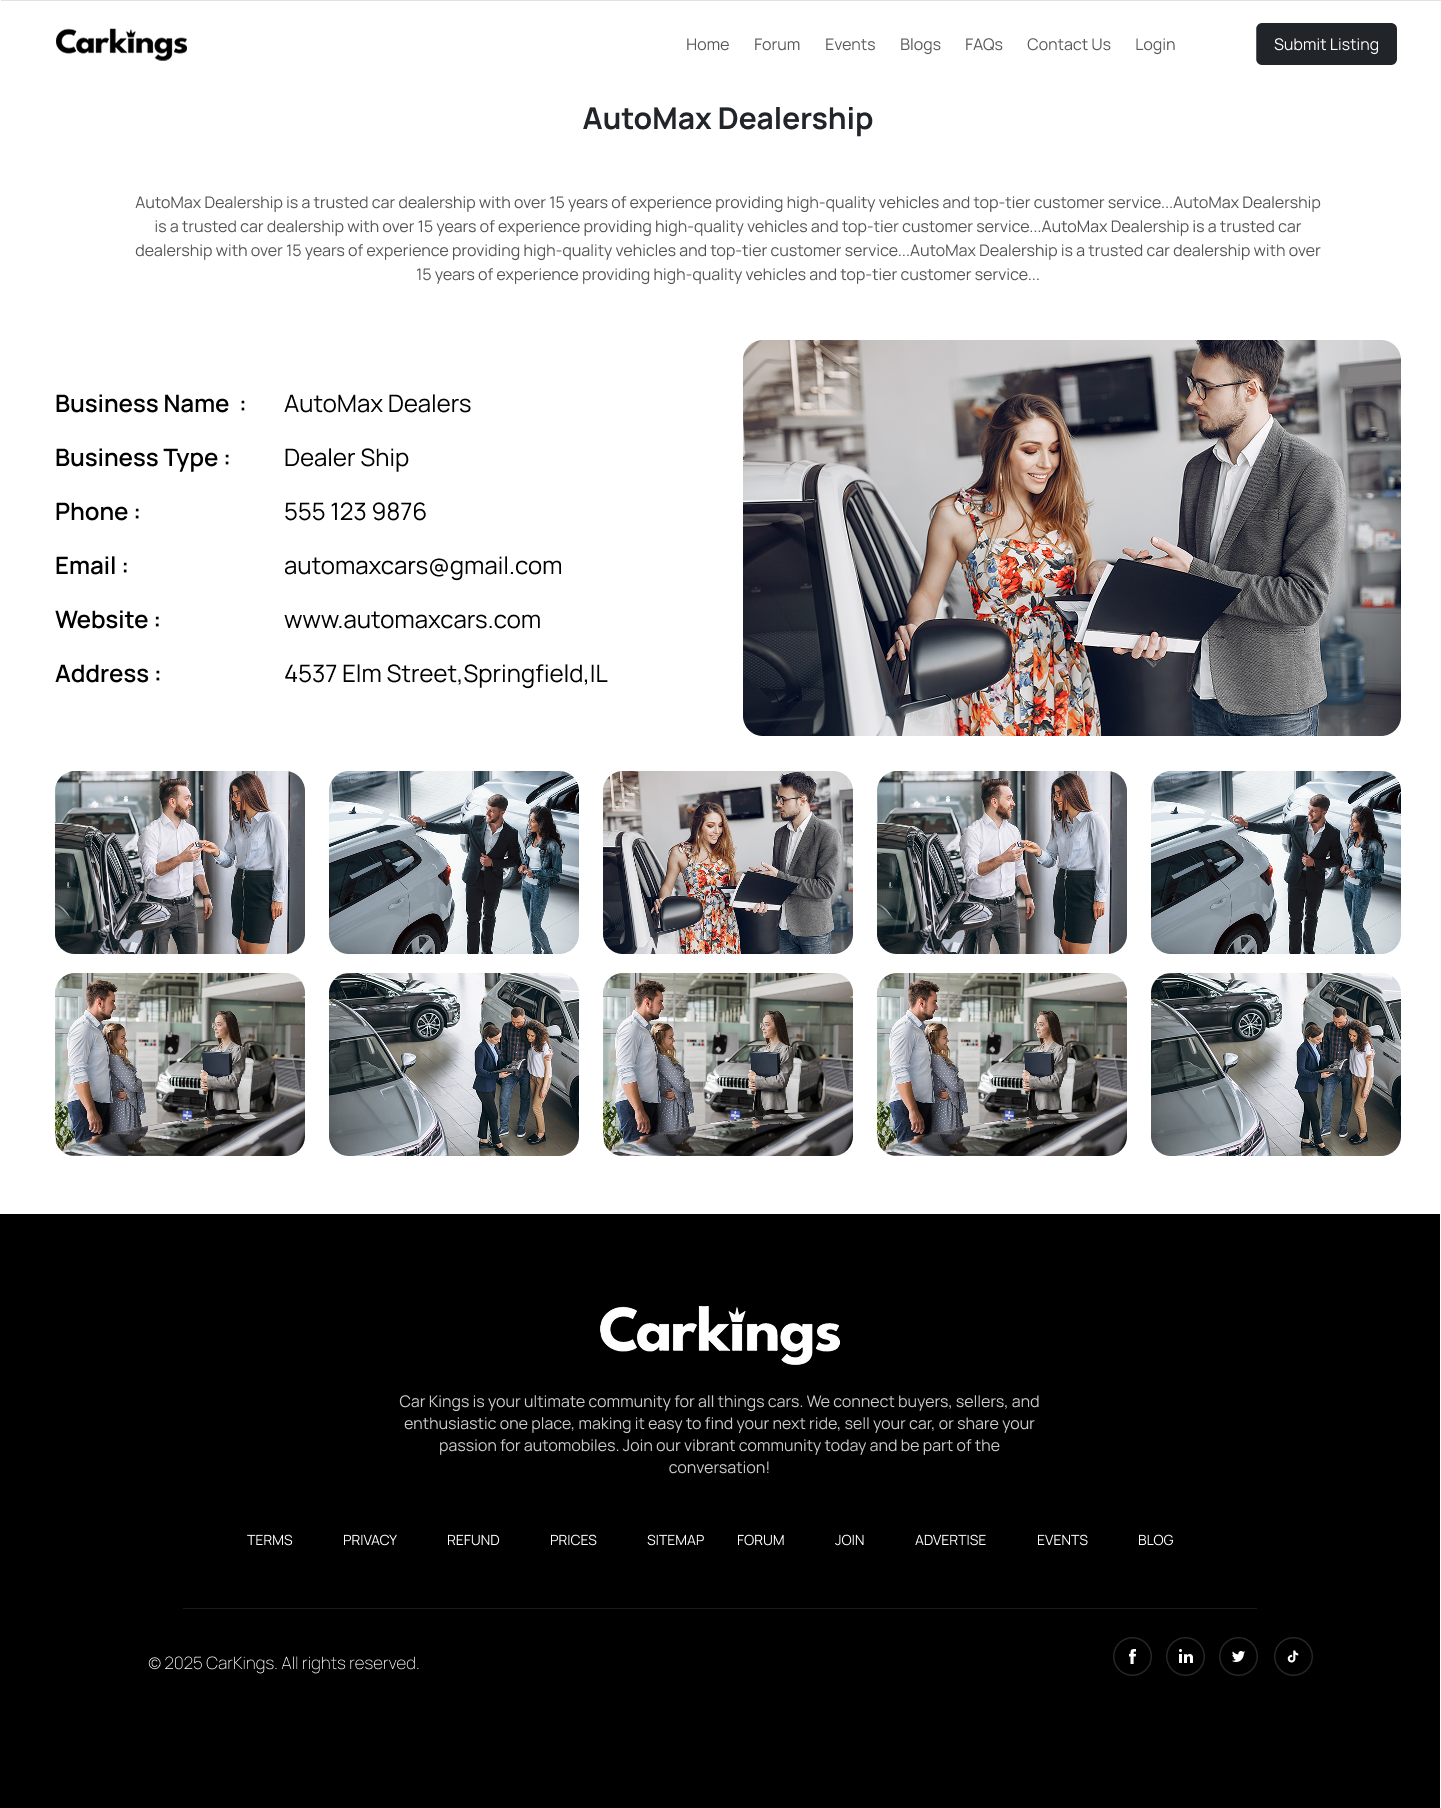 Carkings
Home Forum Events Blogs FAQs Contact Us Login Submit Listing
AutoMax Dealership
AutoMax Dealership is a trusted car dealership with over 15 years of experience providing high-quality vehicles and top-tier customer service...AutoMax Dealership
is a trusted car dealership with over 15 years of experience providing high-quality vehicles and top-tier customer service...AutoMax Dealership is a trusted car
dealership with over 15 years of experience providing high-quality vehicles and top-tier customer service...AutoMax Dealership is a trusted car dealership with over
15 years of experience providing high-quality vehicles and top-tier customer service...
Business Name : AutoMax Dealers
Business Type : Dealer Ship
Phone : 555 123 9876
Email : automaxcars@gmail.com
Website : www.automaxcars.com
Address : 4537 Elm Street,Springfield,IL
Carkings
Car Kings is your ultimate community for all things cars. We connect buyers, sellers, and
enthusiastic one place, making it easy to find your next ride, sell your car, or share your
passion for automobiles. Join our vibrant community today and be part of the
conversation!
TERMS PRIVACY REFUND PRICES SITEMAP FORUM JOIN ADVERTISE EVENTS BLOG
© 2025 CarKings. All rights reserved.